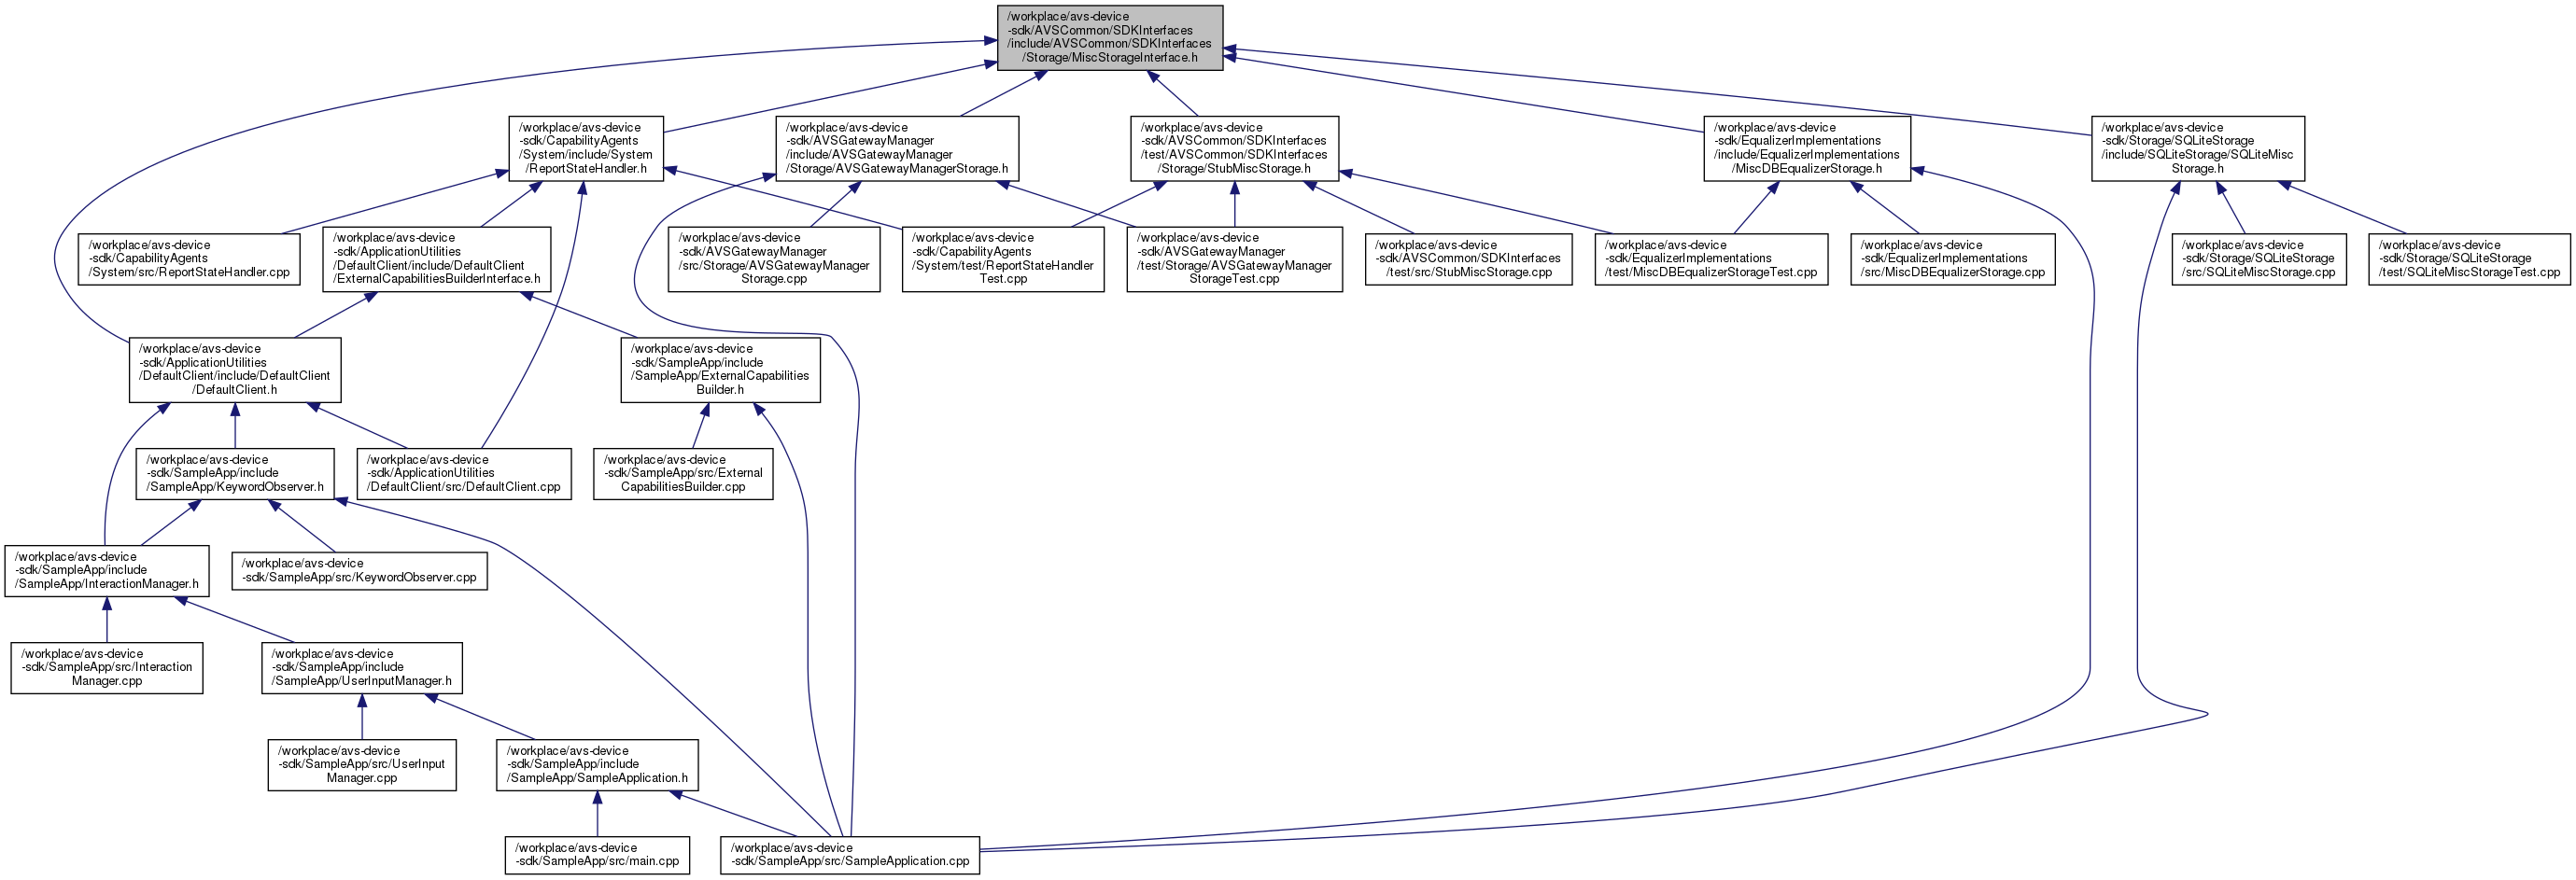 /workplace/avs-device
-sdk/AVSCommon/SDKInterfaces
/include/AVSCommon/SDKInterfaces
/Storage/MiscStorageInterface.h
/workplace/avs-device
-sdk/CapabilityAgents
/System/include/System
/ReportStateHandler.h
/workplace/avs-device
-sdk/AVSGatewayManager
/include/AVSGatewayManager
/Storage/AVSGatewayManagerStorage.h
/workplace/avs-device
-sdk/AVSCommon/SDKInterfaces
/test/AVSCommon/SDKInterfaces
/Storage/StubMiscStorage.h
/workplace/avs-device
-sdk/EqualizerImplementations
/include/EqualizerImplementations
/MiscDBEqualizerStorage.h
/workplace/avs-device
-sdk/Storage/SQLiteStorage
/include/SQLiteStorage/SQLiteMisc
Storage.h
/workplace/avs-device
-sdk/CapabilityAgents
/System/src/ReportStateHandler.cpp
/workplace/avs-device
-sdk/ApplicationUtilities
/DefaultClient/include/DefaultClient
/ExternalCapabilitiesBuilderInterface.h
/workplace/avs-device
-sdk/AVSGatewayManager
/src/Storage/AVSGatewayManager
Storage.cpp
/workplace/avs-device
-sdk/CapabilityAgents
/System/test/ReportStateHandler
Test.cpp
/workplace/avs-device
-sdk/AVSGatewayManager
/test/Storage/AVSGatewayManager
StorageTest.cpp
/workplace/avs-device
-sdk/AVSCommon/SDKInterfaces
/test/src/StubMiscStorage.cpp
/workplace/avs-device
-sdk/EqualizerImplementations
/test/MiscDBEqualizerStorageTest.cpp
/workplace/avs-device
-sdk/EqualizerImplementations
/src/MiscDBEqualizerStorage.cpp
/workplace/avs-device
-sdk/Storage/SQLiteStorage
/src/SQLiteMiscStorage.cpp
/workplace/avs-device
-sdk/Storage/SQLiteStorage
/test/SQLiteMiscStorageTest.cpp
/workplace/avs-device
-sdk/ApplicationUtilities
/DefaultClient/include/DefaultClient
/DefaultClient.h
/workplace/avs-device
-sdk/SampleApp/include
/SampleApp/ExternalCapabilities
Builder.h
/workplace/avs-device
-sdk/SampleApp/include
/SampleApp/KeywordObserver.h
/workplace/avs-device
-sdk/ApplicationUtilities
/DefaultClient/src/DefaultClient.cpp
/workplace/avs-device
-sdk/SampleApp/src/External
CapabilitiesBuilder.cpp
/workplace/avs-device
-sdk/SampleApp/include
/SampleApp/InteractionManager.h
/workplace/avs-device
-sdk/SampleApp/src/KeywordObserver.cpp
/workplace/avs-device
-sdk/SampleApp/src/Interaction
Manager.cpp
/workplace/avs-device
-sdk/SampleApp/include
/SampleApp/UserInputManager.h
/workplace/avs-device
-sdk/SampleApp/src/UserInput
Manager.cpp
/workplace/avs-device
-sdk/SampleApp/include
/SampleApp/SampleApplication.h
/workplace/avs-device
-sdk/SampleApp/src/main.cpp
/workplace/avs-device
-sdk/SampleApp/src/SampleApplication.cpp